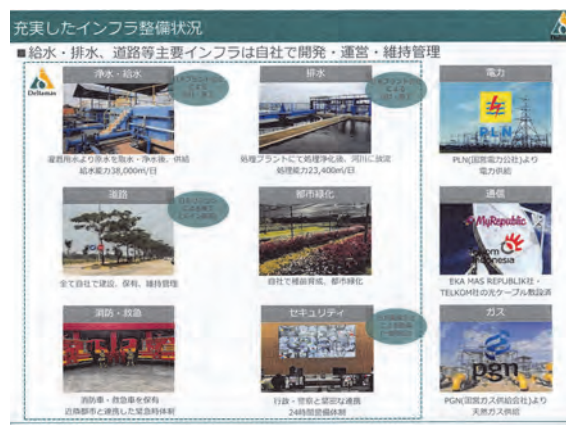 充実したインフラ整備状況
■給水・排水、道路等主要インフラは自社で開発・運営・維持管理
Deltamas
浄水・給水
排水
電力
PLN
灌漑用水より原水を取水・浄水後、供給
給水能力38,000㎥/日
処理プラントにて処理浄化後、河川に放流
処理能力23,400㎥/日
PLN(国営電力公社)より
電力供給
道路
都市緑化
通信
MyRepublic
Indonesia
全て自社で建設、保有、維持管理
自社で種苗育成、都市緑化
EKA MAS REPUBLIK社・
TELKOM社の光ケーブル敷設済
消防・救急
セキュリティ
ガス
pgn
消防車・救急車を保有
近隣都市と連携した緊急時体制
行政・警察と緊密な連携
24時間警備体制
PGN(国営ガス供給会社)より
天然ガス供給